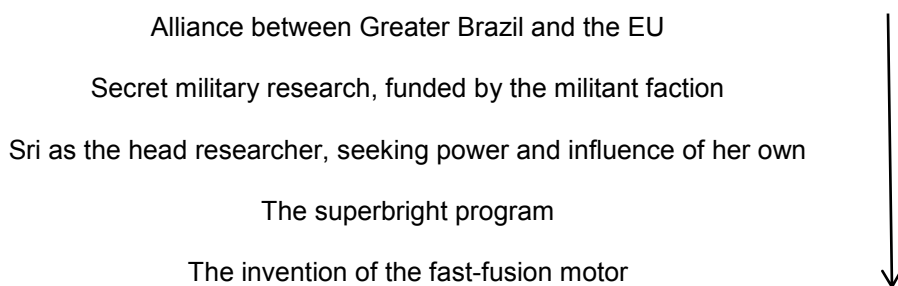 Alliance between Greater Brazil and the EU
Secret military research, funded by the militant faction
Sri as the head researcher, seeking power and influence of her own
The superbright program
The invention of the fast-fusion motor